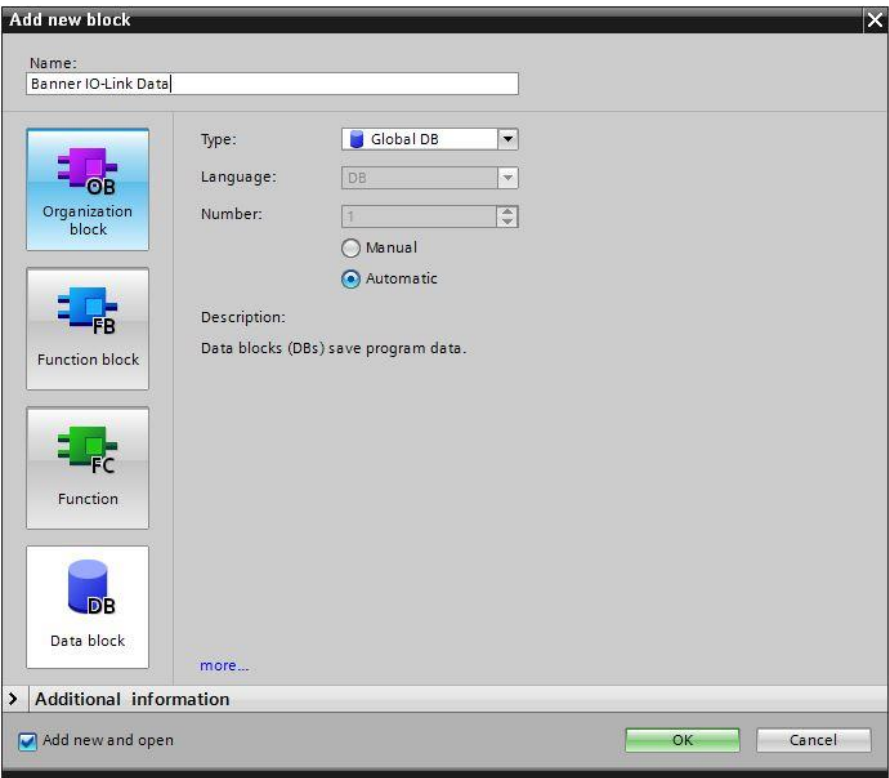 Add new block
Name:
Banner IO-Link Data
OB
Organization
block
FB
Function block
FC
Function
DB
Data block
Type:
Global DB
Language:
DB
Number:
1
Manual
Automatic
Description:
Data blocks (DBs) save program data.
more...
Additional information
Add new and open
OK
Cancel